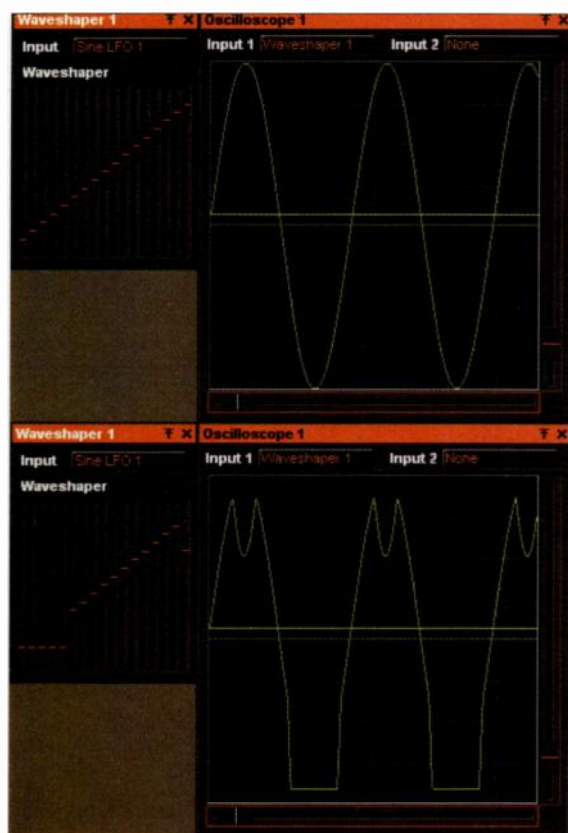 Waveshaper 1
Input Sine LFO 1
Waveshaper
Oscilloscope 1
Input 1 Waveshaper 1 Input 2 None
Waveshaper 1
Input Sine LFO 1
Waveshaper
Oscilloscope 1
Input 1 Waveshaper 1 Input 2 None